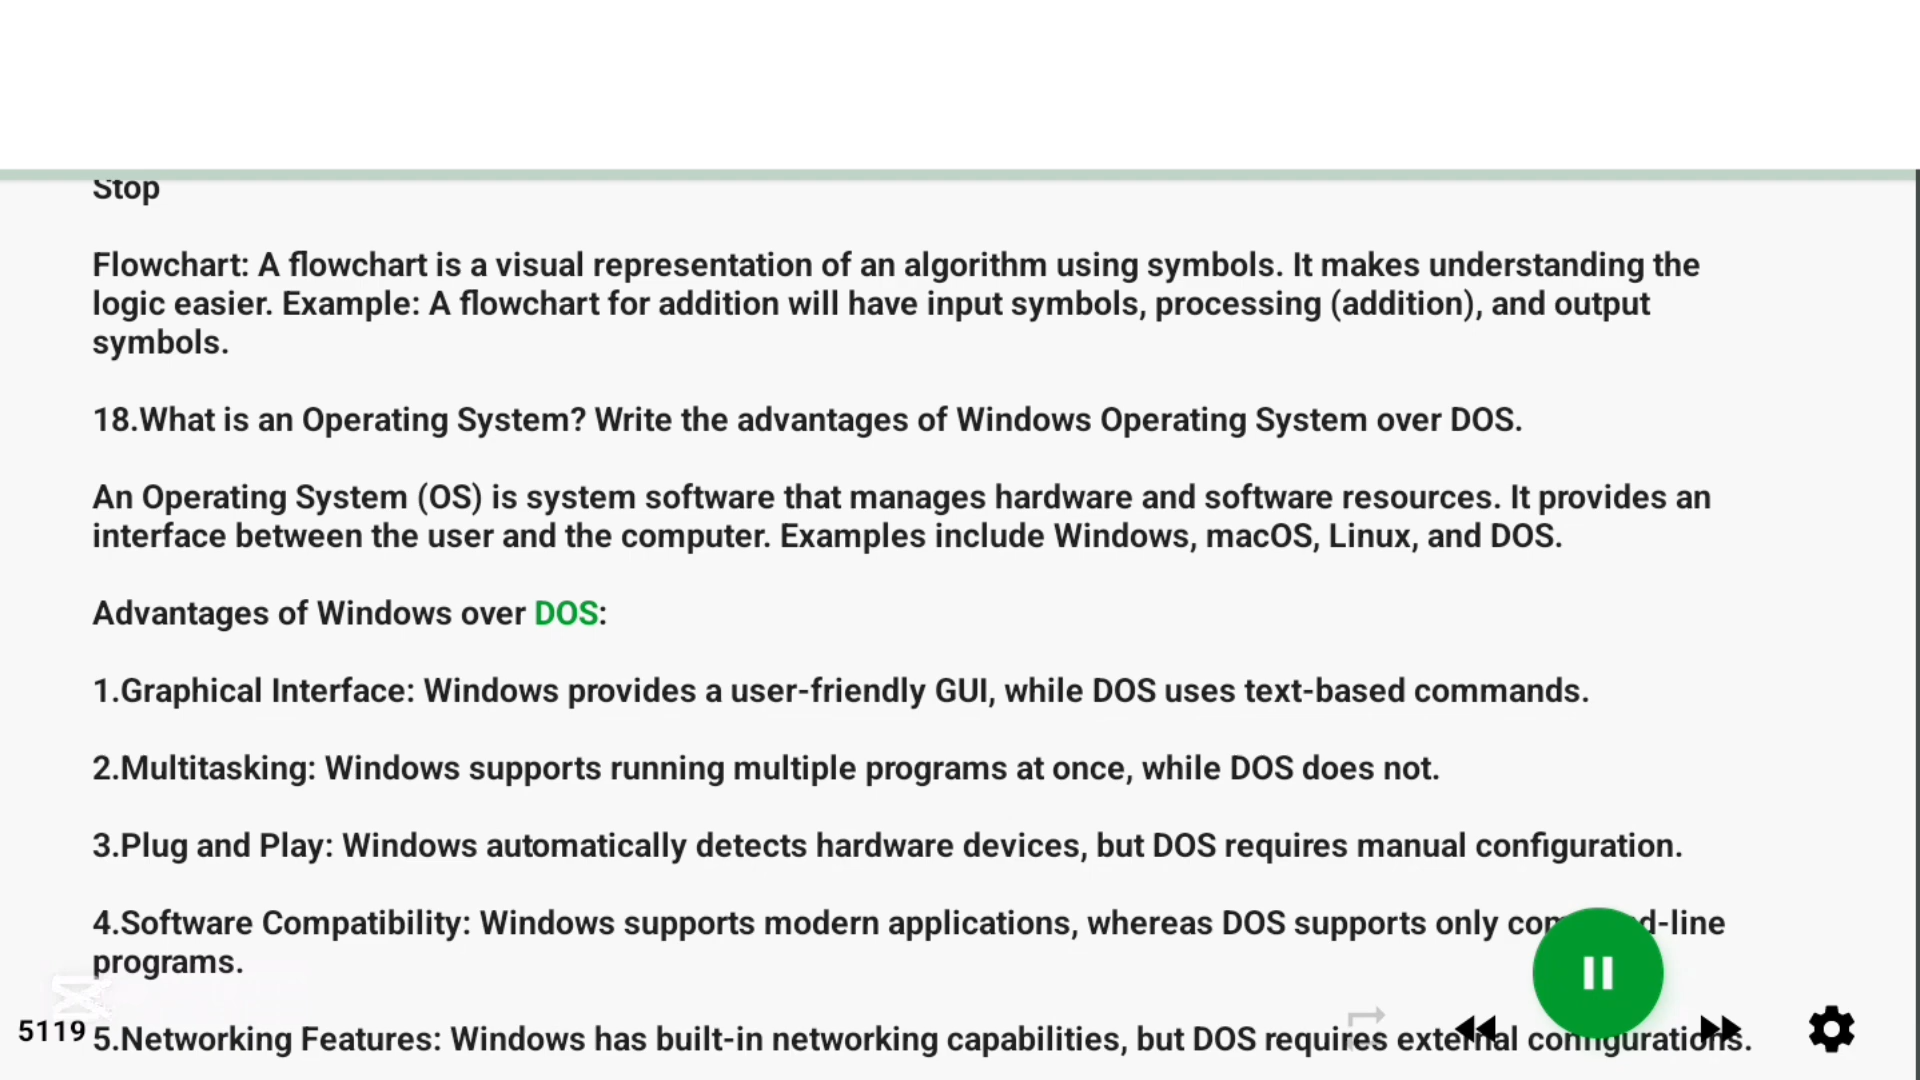 Stop
Flowchart: A flowchart is a visual representation of an algorithm using symbols. It makes understanding the
logic easier. Example: A flowchart for addition will have input symbols, processing (addition), and output
symbols.
18.What is an Operating System? Write the advantages of Windows Operating System over DOS.
An Operating System (OS) is system software that manages hardware and software resources. It provides an
interface between the user and the computer. Examples include Windows, macOS, Linux, and DOS.
Advantages of Windows over DOS:
1.Graphical Interface: Windows provides a user-friendly GUI, while DOS uses text-based commands.
2.Multitasking: Windows supports running multiple programs at once, while DOS does not.
3.Plug and Play: Windows automatically detects hardware devices, but DOS requires manual configuration.
4.Software Compatibility: Windows supports modern applications, whereas DOS supports only command-line
programs.
5119
5.Networking Features: Windows has built-in networking capabilities, but DOS requires external configurations.